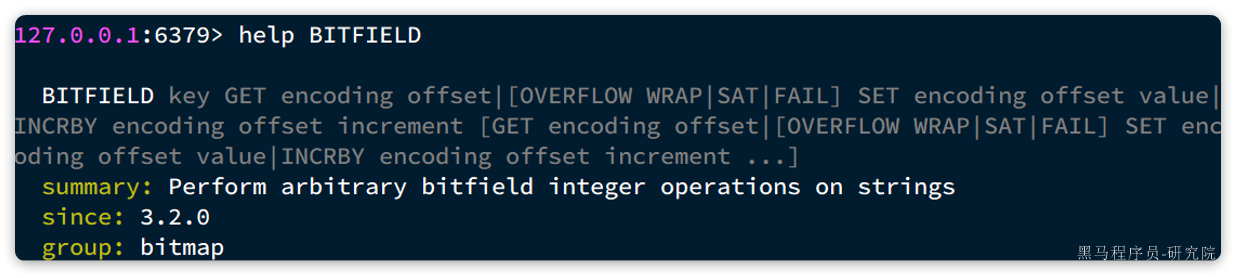 127.0.0.1:6379> help BITFIELD
BITFIELD key GET encoding offset|[OVERFLOW WRAP|SAT|FAIL] SET encoding offset value|
INCRBY encoding offset increment [GET encoding offset|[OVERFLOW WRAP|SAT|FAIL] SET enc
oding offset value|INCRBY encoding offset increment ...]
summary: Perform arbitrary bitfield integer operations on strings
since: 3.2.0
group: bitmap
黑马程序员-研究院